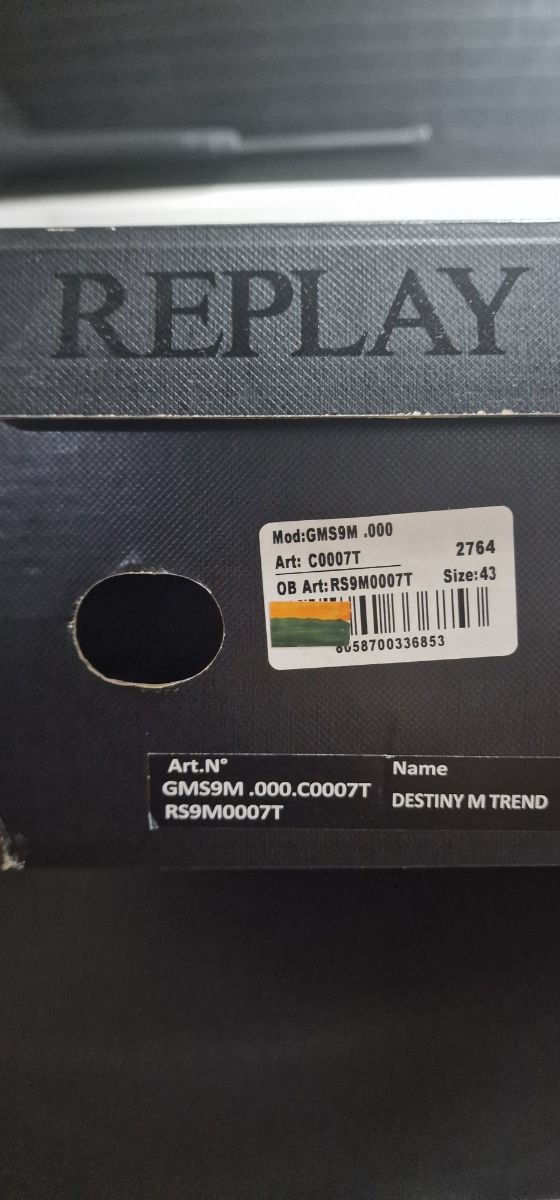 REPLAY
Mod:GMS9M .000
Art: C0007T 2764
OB Art:RS9M0007T Size:43
8058700336853
Art.N° Name
GMS9M .000.C0007T
DESTINY M TREND
RS9M0007T